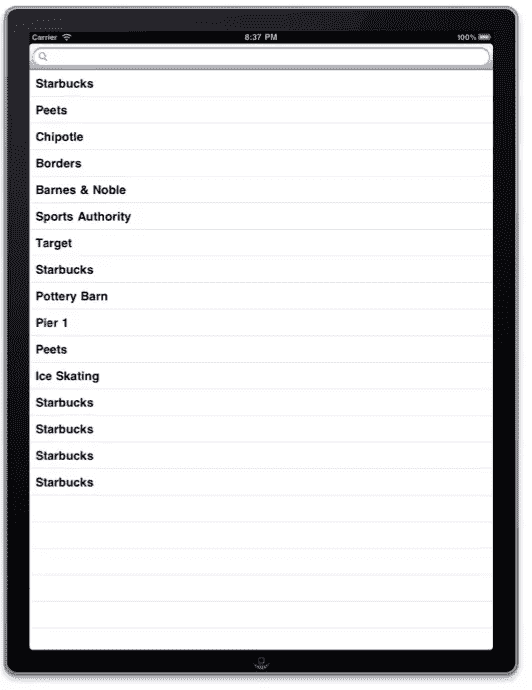 Carrier 8:37 PM 100%
Starbucks
Peets
Chipotle
Borders
Barnes & Noble
Sports Authority
Target
Starbucks
Pottery Barn
Pier 1
Peets
Ice Skating
Starbucks
Starbucks
Starbucks
Starbucks